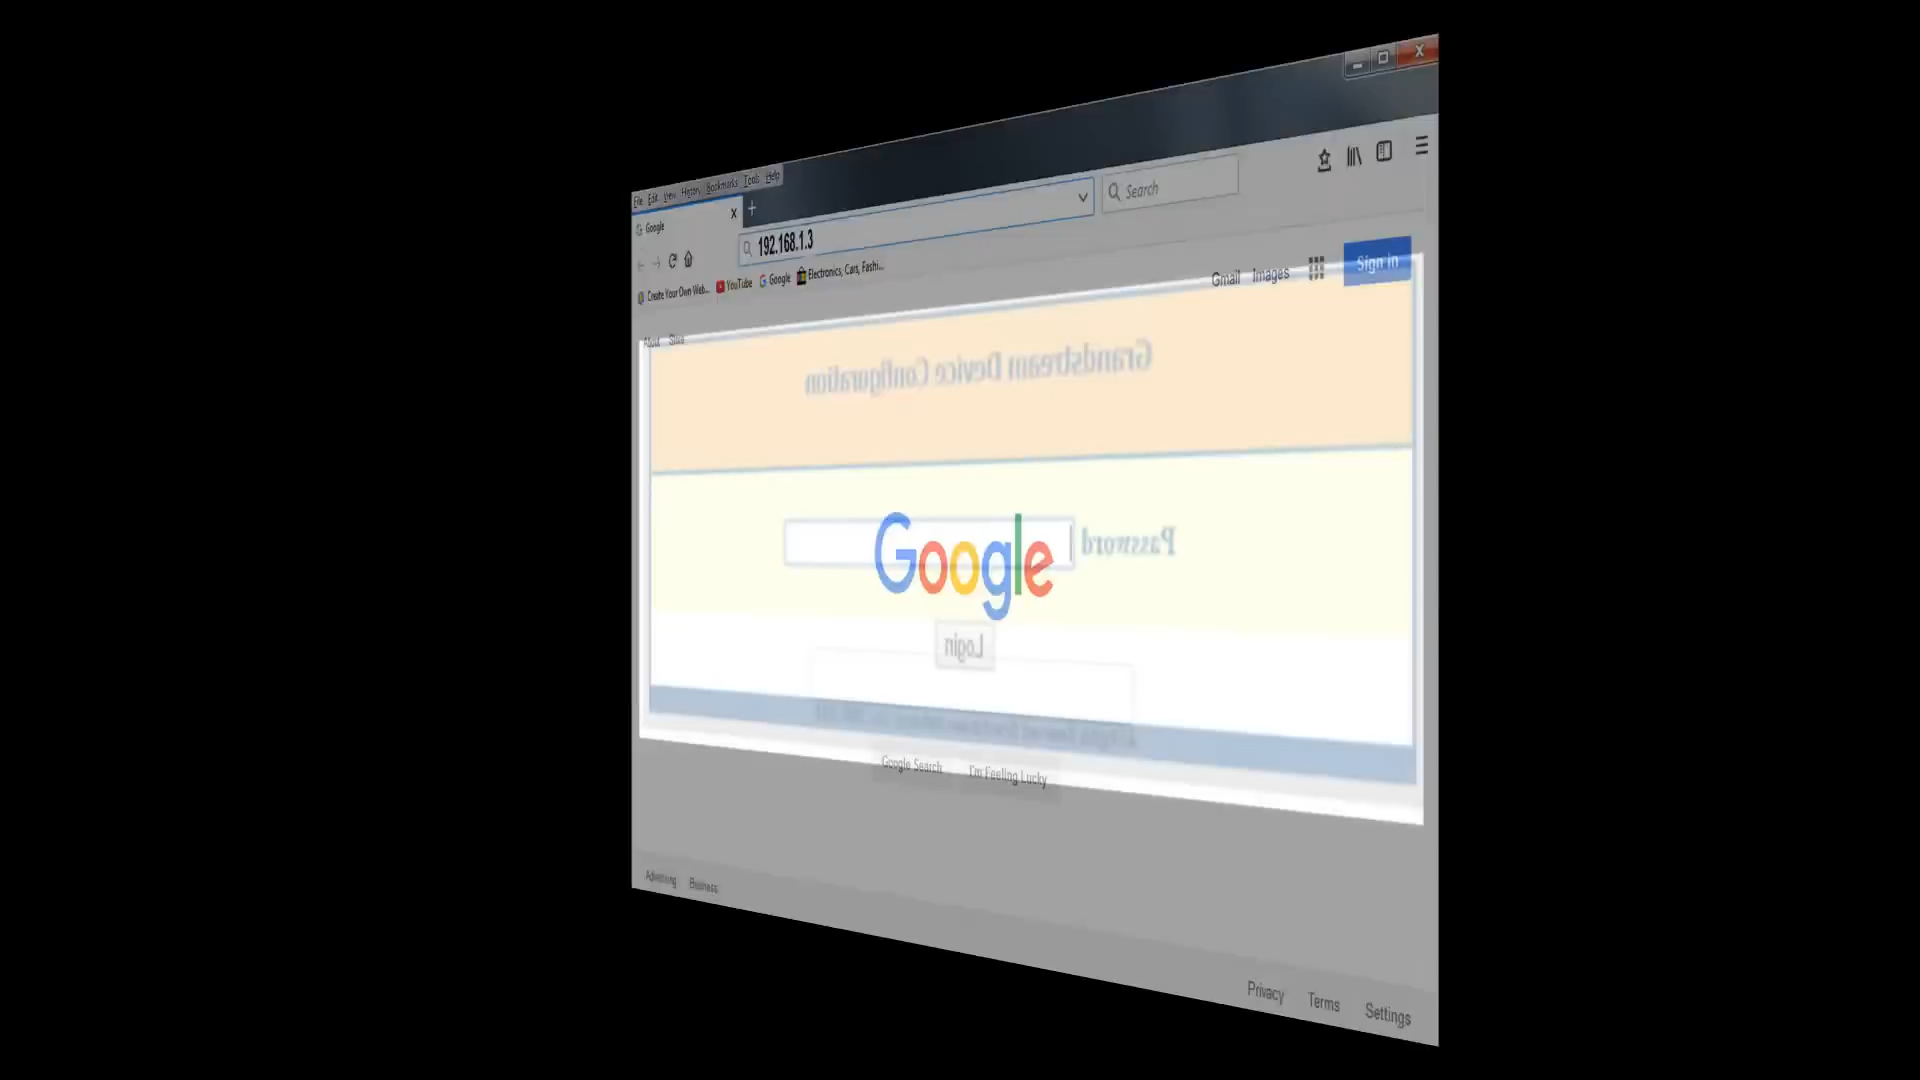 File Edit View History Bookmarks Tools Help
Google
192.168.1.3
Search
Create Your Own Web... YouTube Google Electronics, Cars, Fashi...
Gmail Images Sign in
About Store
Grandstream Device Configuration
Password
Google
Login
Google Search I'm Feeling Lucky
Advertising Business
Privacy Terms Settings